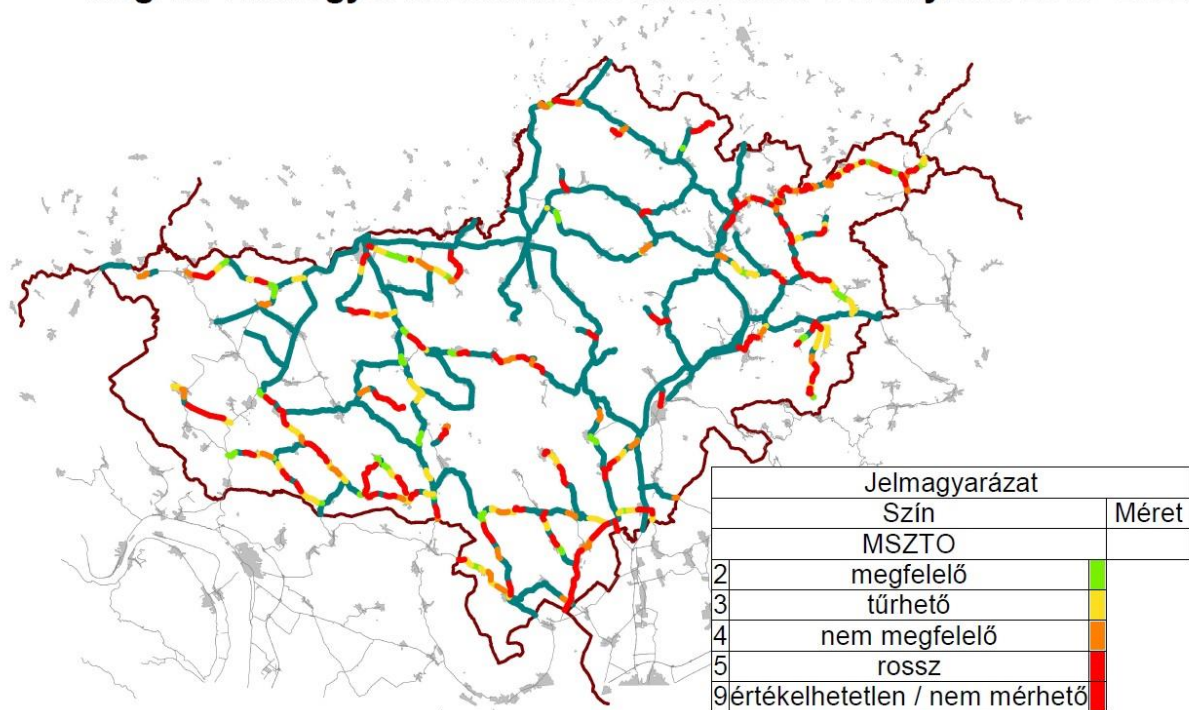 Jelmagyarázat
Szín Méret
MSZTO
2 megfelelő
3 tűrhető
4 nem megfelelő
5 rossz
9 értékelhetetlen / nem mérhető